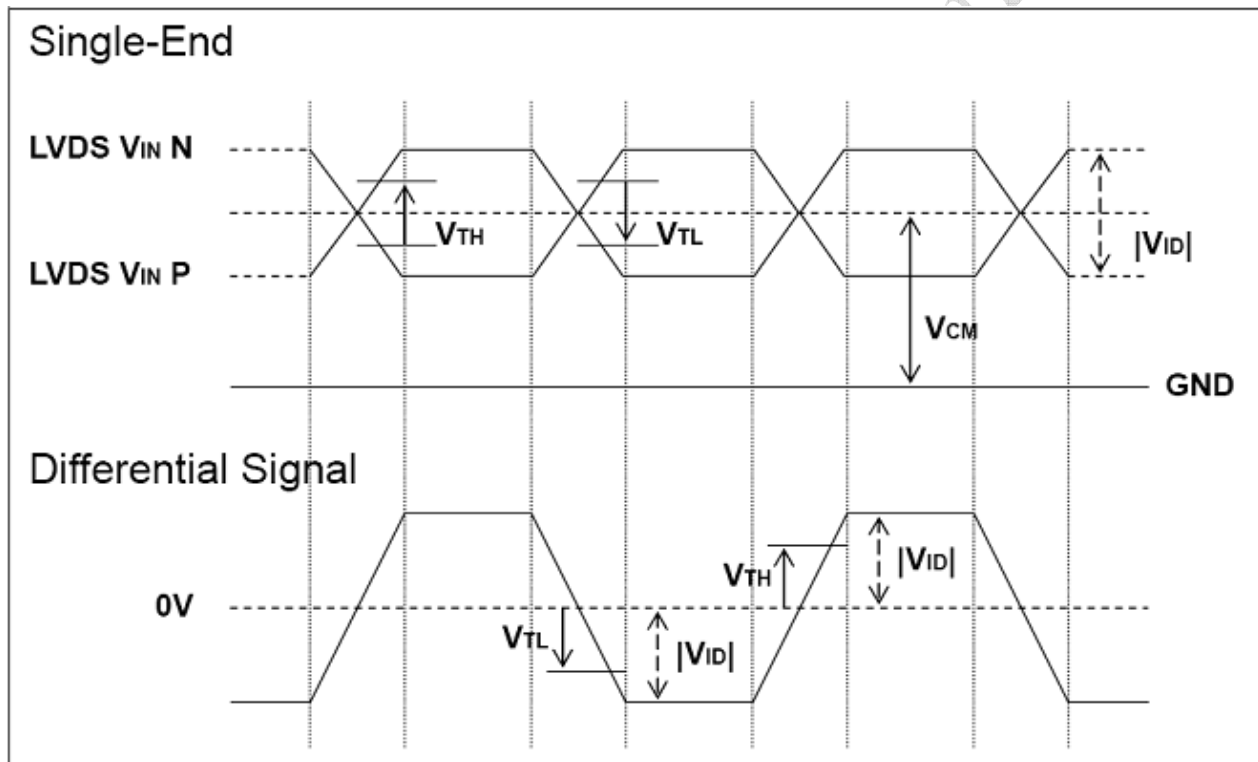 Single-End
LVDS VIN N
VTH
VTL
|VID|
LVDS VIN P
VCM
GND
Differential Signal
VTH
|VID|
0V
VTL
|VID|